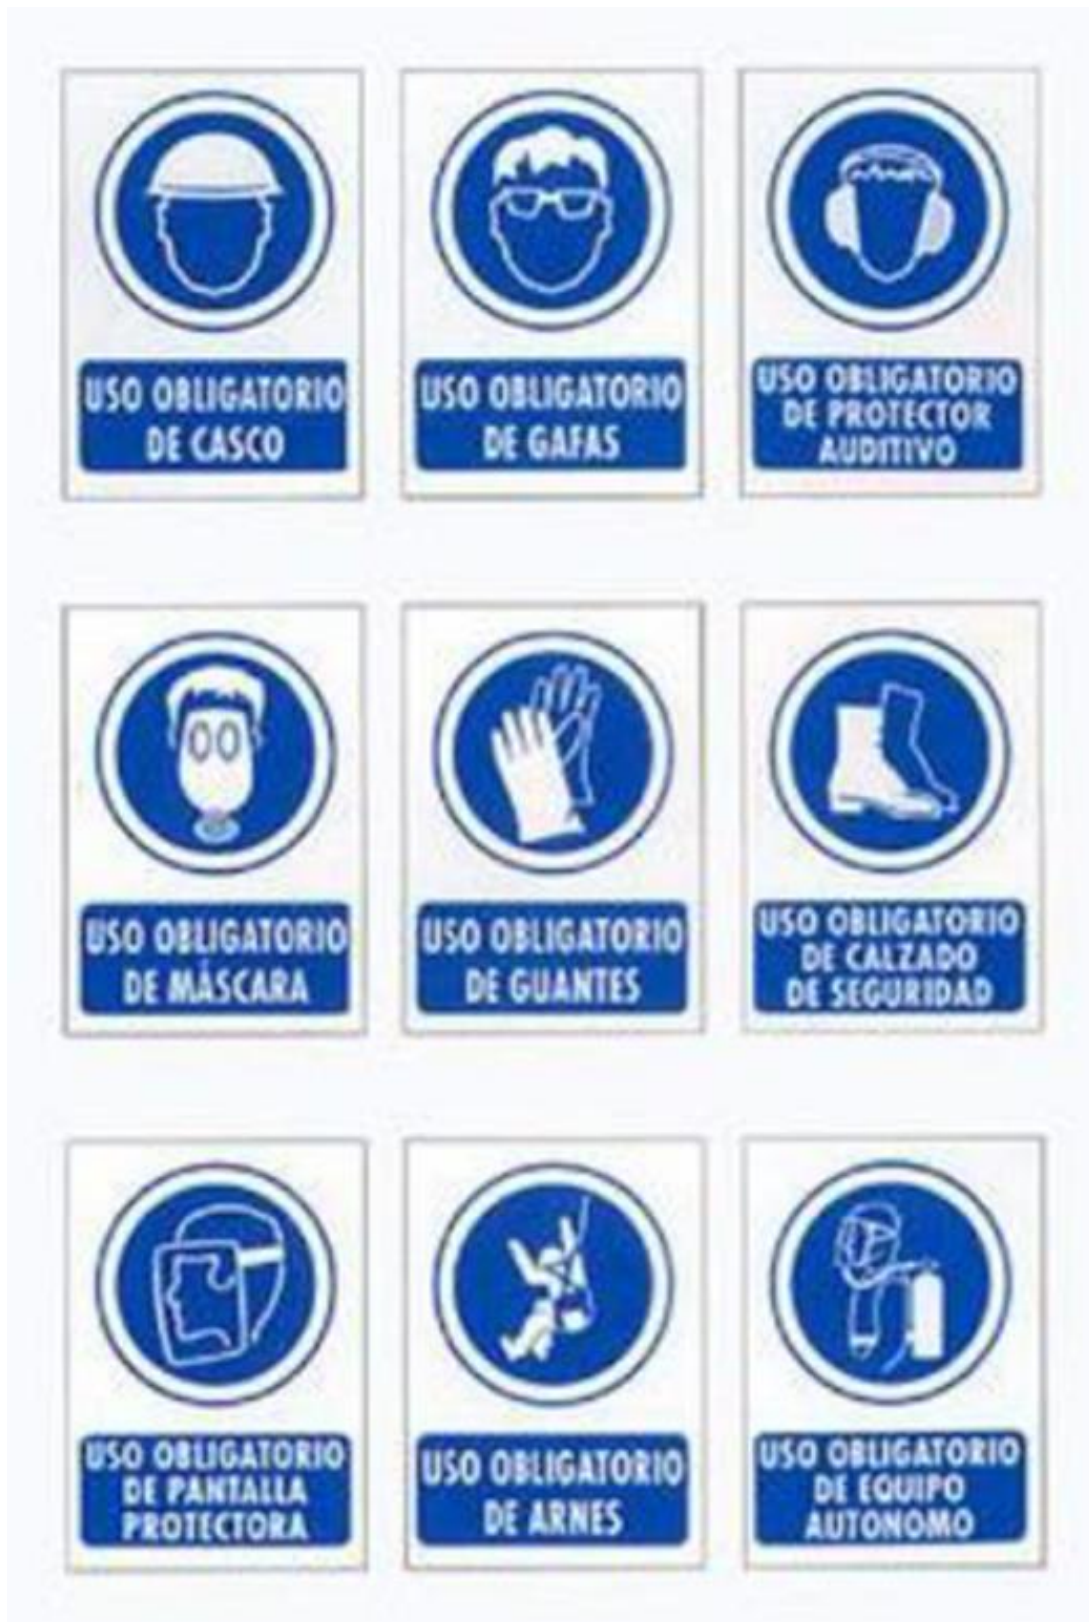 USO OBLIGATORIO
DE CASCO
USO OBLIGATORIO
DE GAFAS
USO OBLIGATORIO
DE PROTECTOR
AUDITIVO
USO OBLIGATORIO
DE MÁSCARA
USO OBLIGATORIO
DE GUANTES
USO OBLIGATORIO
DE CALZADO
DE SEGURIDAD
USO OBLIGATORIO
DE PANTALLA
PROTECTORA
USO OBLIGATORIO
DE ARNES
USO OBLIGATORIO
DE EQUIPO
AUTONOMO